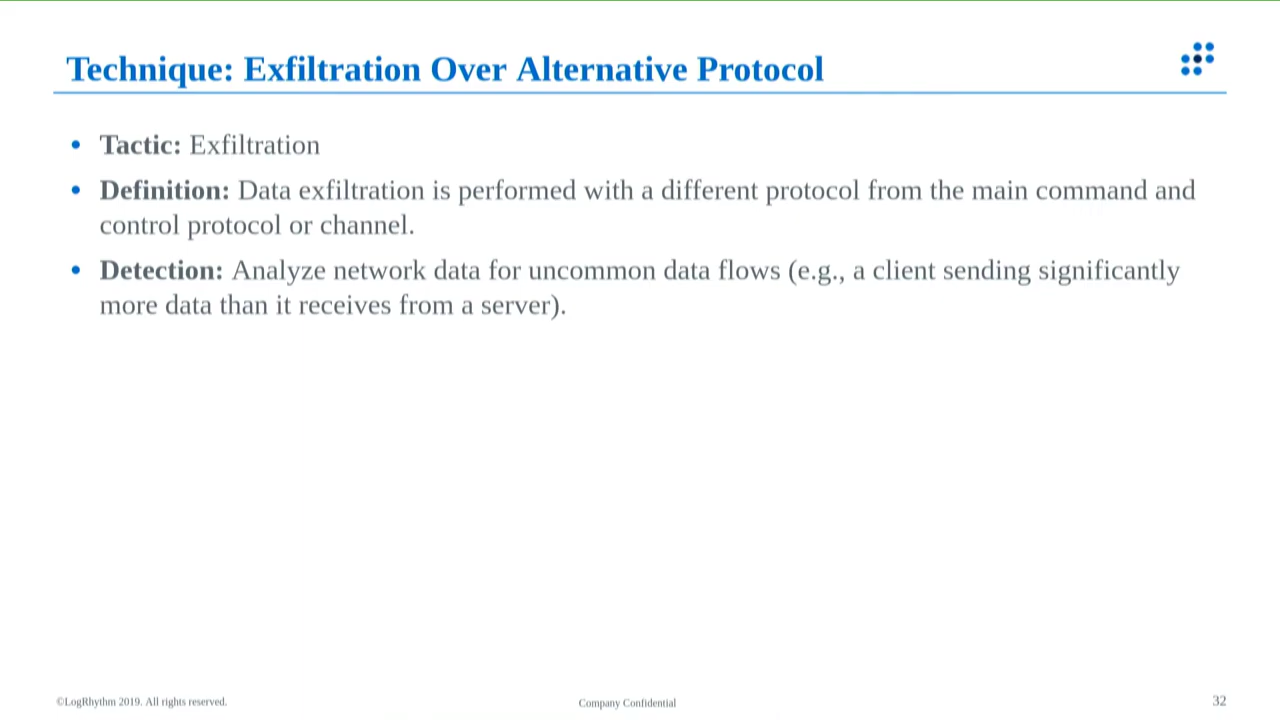 Technique: Exfiltration Over Alternative Protocol
• Tactic: Exfiltration
• Definition: Data exfiltration is performed with a different protocol from the main command and
control protocol or channel.
• Detection: Analyze network data for uncommon data flows (e.g., a client sending significantly
more data than it receives from a server).
©LogRhythm 2019. All rights reserved.
Company Confidential
32